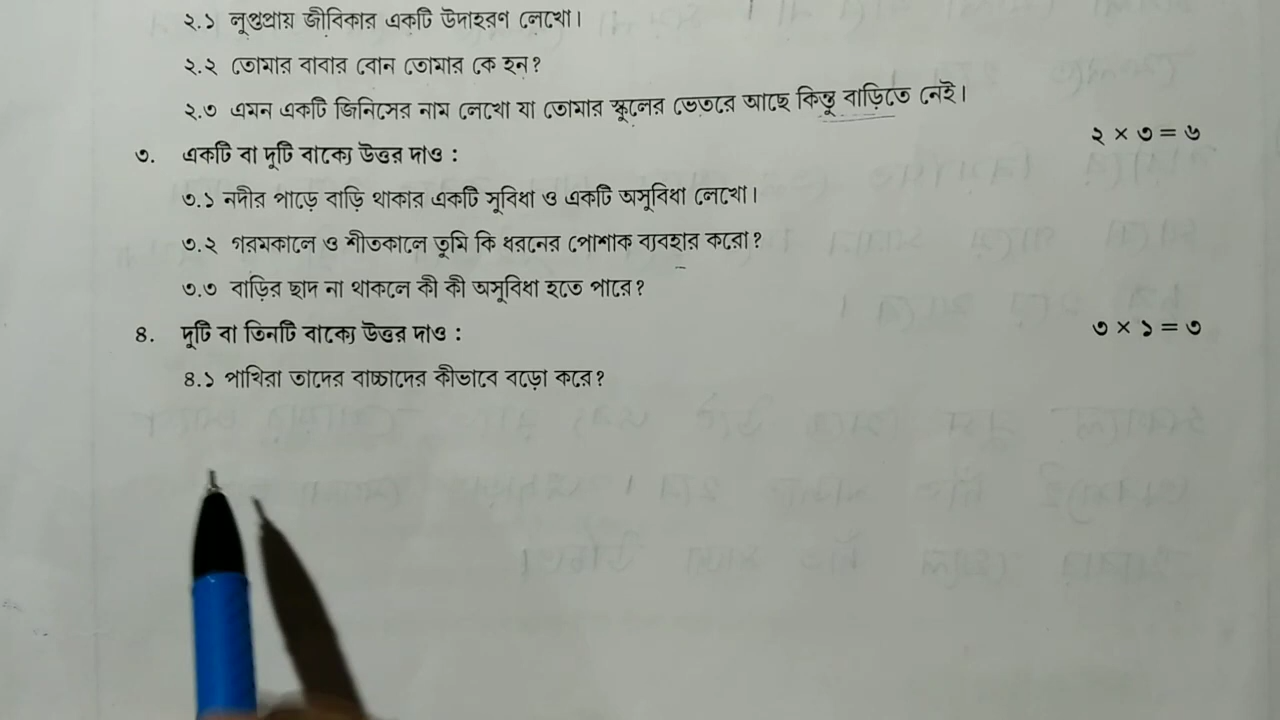 ২.১ লুপ্তপ্রায় জীবিকার একটি উদাহরণ লেখো।
২.২ তোমার বাবার বোন তোমার কে হন?
২.৩ এমন একটি জিনিসের নাম লেখো যা তোমার স্কুলের ভেতরে আছে কিন্তু বাড়িতে নেই।
৩. একটি বা দুটি বাক্যে উত্তর দাও : ২ × ৩ = ৬
৩.১ নদীর পাড়ে বাড়ি থাকার একটি সুবিধা ও একটি অসুবিধা লেখো।
৩.২ গরমকালে ও শীতকালে তুমি কি ধরনের পোশাক ব্যবহার করো?
৩.৩ বাড়ির ছাদ না থাকলে কী কী অসুবিধা হতে পারে?
৪. দুটি বা তিনটি বাক্যে উত্তর দাও : ৩ × ১ = ৩
৪.১ পাখিরা তাদের বাচ্চাদের কীভাবে বড়ো করে?